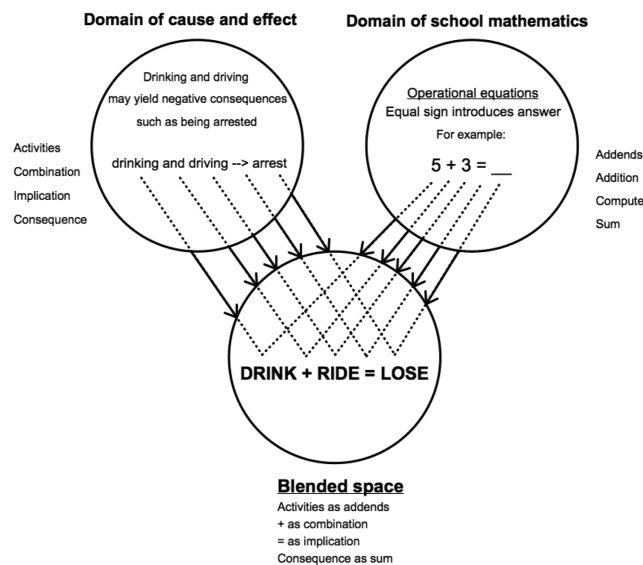 Domain of cause and effect
Domain of school mathematics
Drinking and driving
may yield negative consequences
such as being arrested
drinking and driving --> arrest
Activities
Combination
Implication
Consequence
Operational equations
Equal sign introduces answer
For example:
5 + 3 = __
Addends
Addition
Compute
Sum
DRINK + RIDE = LOSE
Blended space
Activities as addends
+ as combination
= as implication
Consequence as sum